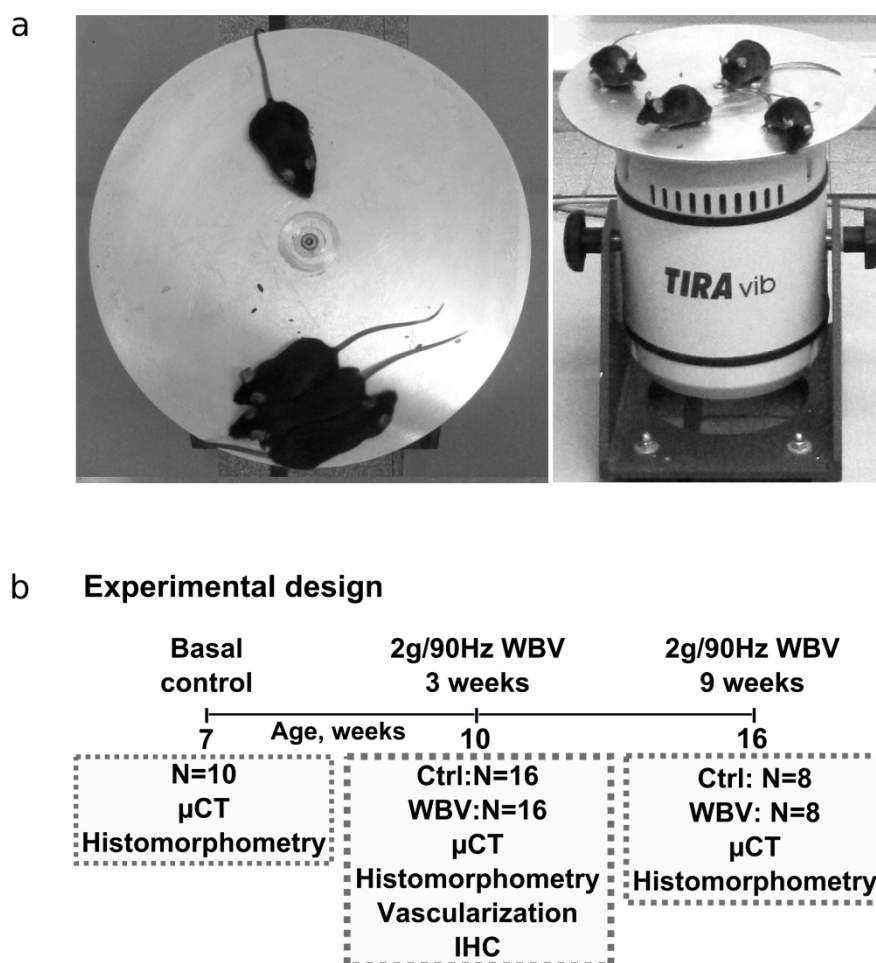 a
TIRA vib
b
Experimental design
Basal
control
2g/90Hz WBV
3 weeks
2g/90Hz WBV
9 weeks
Age, weeks
7
10
16
N=10
µCT
Histomorphometry
Ctrl:N=16
WBV:N=16
µCT
Histomorphometry
Vascularization
IHC
Ctrl: N=8
WBV: N=8
µCT
Histomorphometry